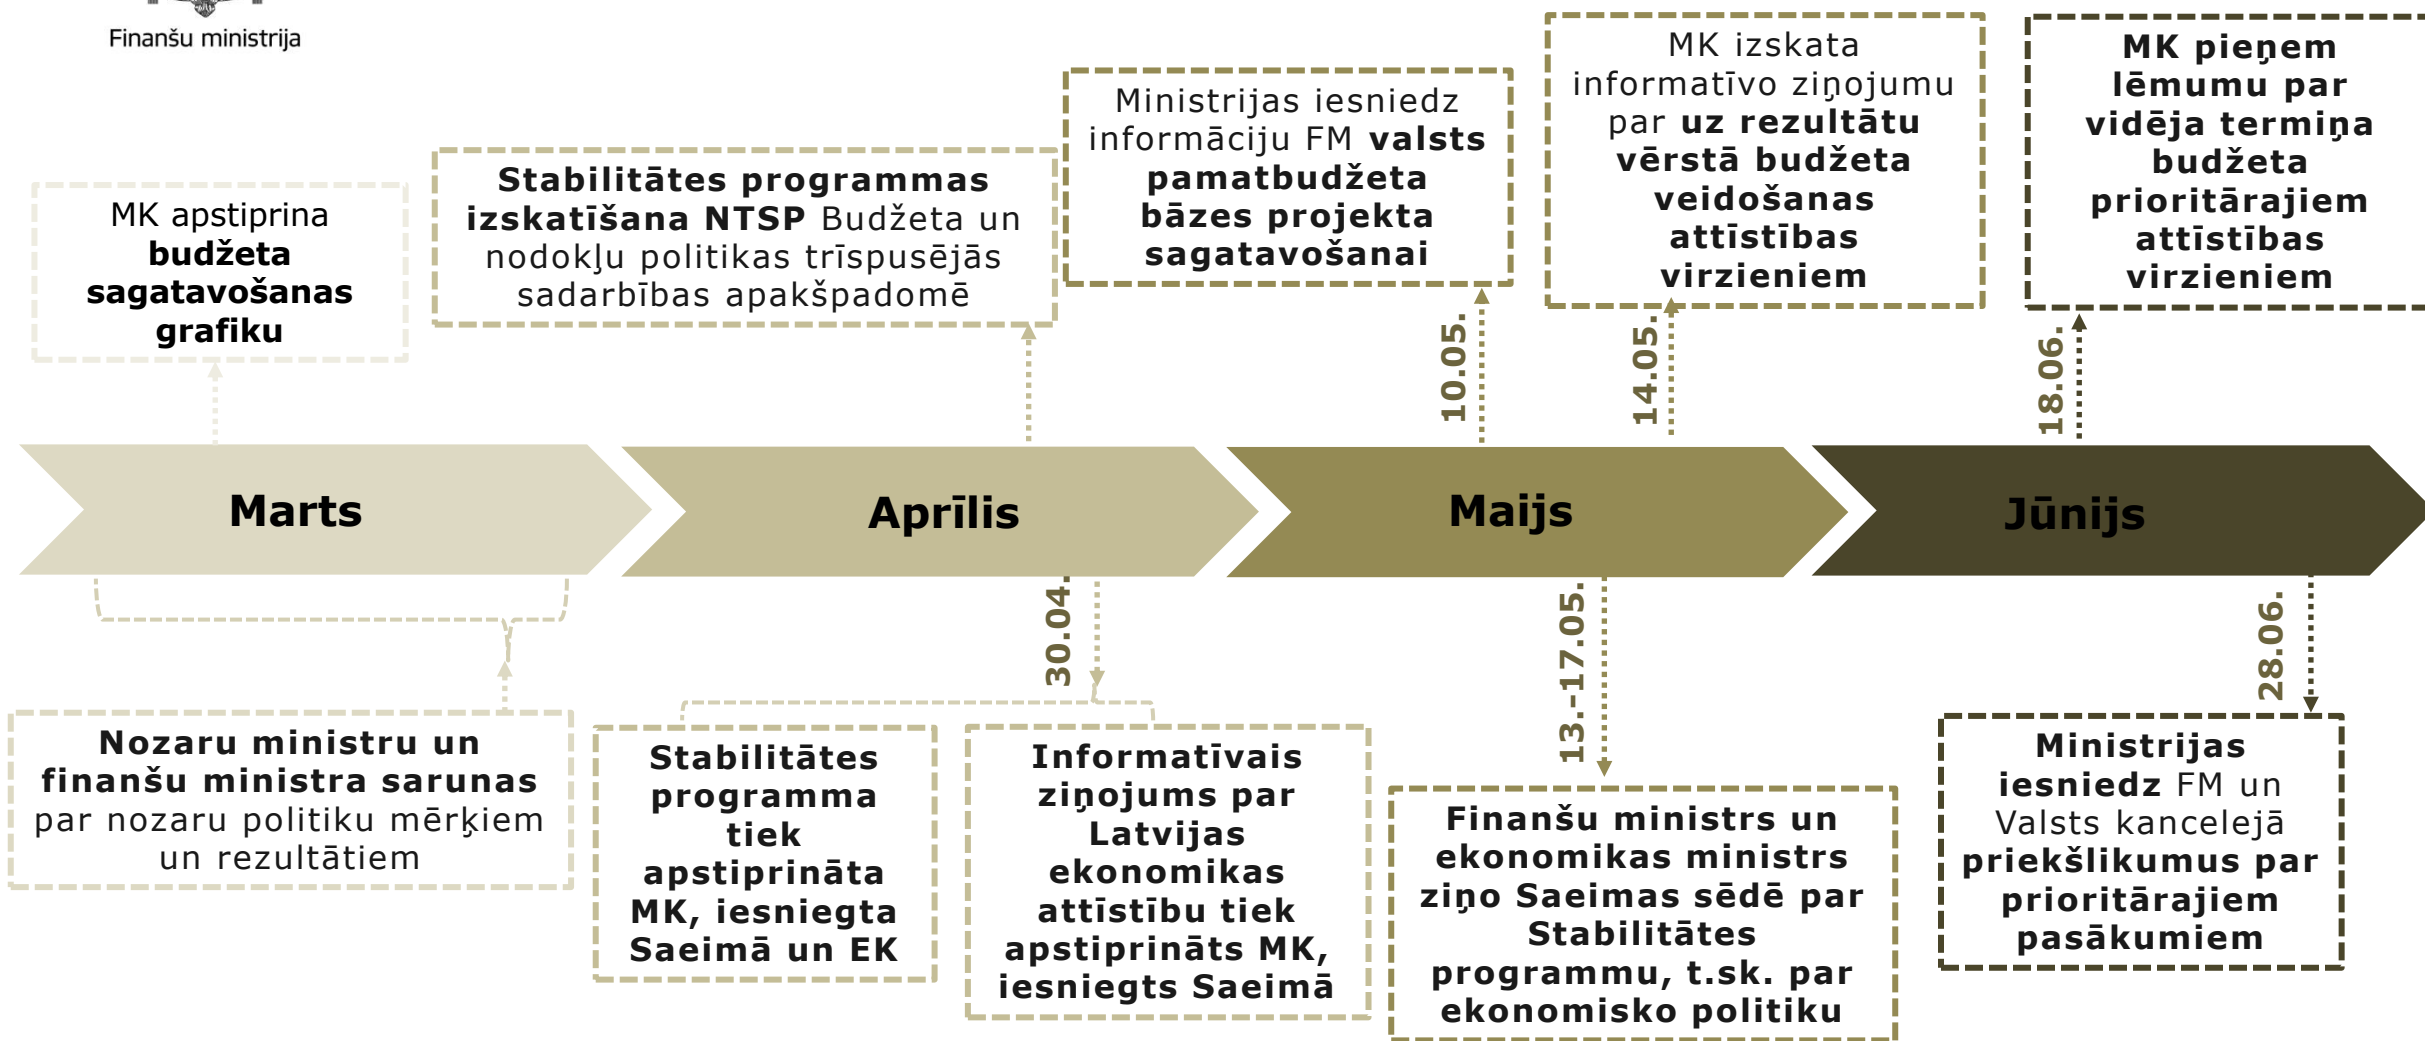 Finanšu ministrija
MK apstiprina
budžeta
sagatavošanas
grafiku
Stabilitātes programmas
izskatīšana NTSP Budžeta un
nodokļu politikas trīspusējās
sadarbības apakšpadomē
Ministrijas iesniedz
informāciju FM valsts
pamatbudžeta
bāzes projekta
sagatavošanai
MK izskata
informatīvo ziņojumu
par uz rezultātu
vērstā budžeta
veidošanas
attīstības
virzieniem
MK pieņem
lēmumu par
vidēja termiņa
budžeta
prioritārajiem
attīstības
virzieniem
10.05.
14.05.
18.06.
Marts
Aprīlis
Maijs
Jūnijs
30.04.
13.-17.05.
28.06.
Nozaru ministru un
finanšu ministra sarunas
par nozaru politiku mērķiem
un rezultātiem
Stabilitātes
programma
tiek
apstiprināta
MK, iesniegta
Saeimā un EK
Informatīvais
ziņojums par
Latvijas
ekonomikas
attīstību tiek
apstiprināts MK,
iesniegts Saeimā
Finanšu ministrs un
ekonomikas ministrs
ziņo Saeimas sēdē par
Stabilitātes
programmu, t.sk. par
ekonomisko politiku
Ministrijas
iesniedz FM un
Valsts kancelejā
priekšlikumus par
prioritārajiem
pasākumiem